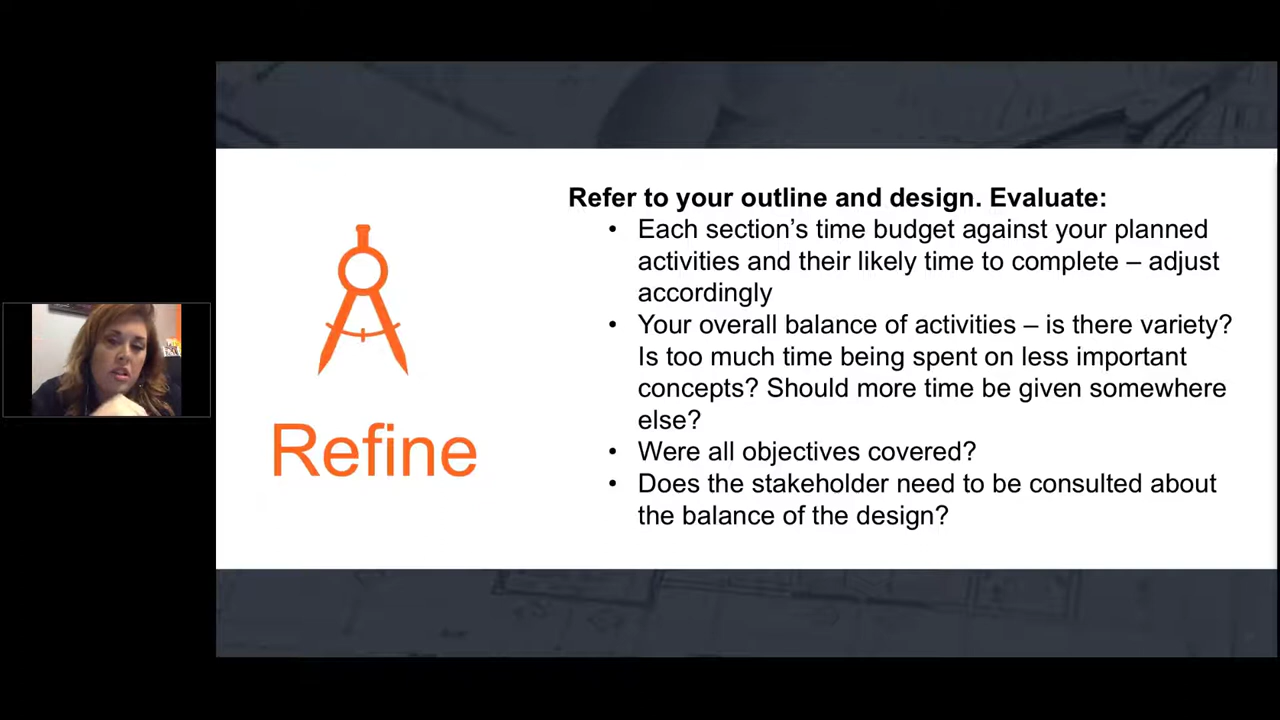 Refer to your outline and design. Evaluate:
• Each section’s time budget against your planned
activities and their likely time to complete – adjust
accordingly
• Your overall balance of activities – is there variety?
Is too much time being spent on less important
concepts? Should more time be given somewhere
else?
• Were all objectives covered?
• Does the stakeholder need to be consulted about
the balance of the design?
Refine